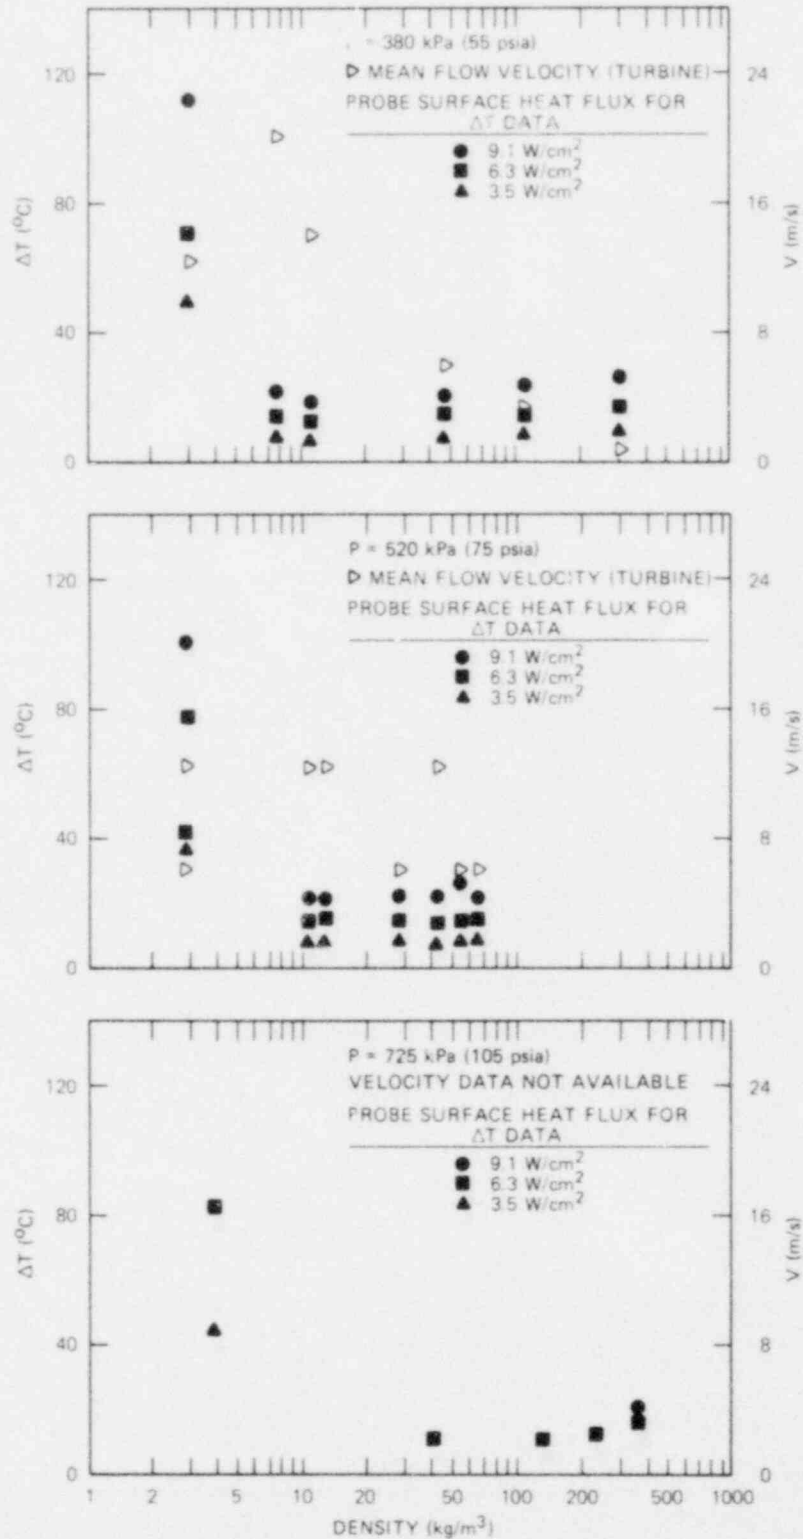 = 380 kPa (55 psia)
▷ MEAN FLOW VELOCITY (TURBINE)
PROBE SURFACE HEAT FLUX FOR
ΔT DATA
● 9.1 W/cm²
■ 6.3 W/cm²
▲ 3.5 W/cm²
120
80
40
0
ΔT (°C)
24
16
8
0
V (m/s)
P = 520 kPa (75 psia)
▷ MEAN FLOW VELOCITY (TURBINE)
PROBE SURFACE HEAT FLUX FOR
ΔT DATA
● 9.1 W/cm²
■ 6.3 W/cm²
▲ 3.5 W/cm²
120
80
40
0
ΔT (°C)
24
16
8
0
V (m/s)
P = 725 kPa (105 psia)
VELOCITY DATA NOT AVAILABLE
PROBE SURFACE HEAT FLUX FOR
ΔT DATA
● 9.1 W/cm²
■ 6.3 W/cm²
▲ 3.5 W/cm²
120
80
40
0
ΔT (°C)
24
16
8
0
V (m/s)
1 2 5 10 20 50 100 200 500 1000
DENSITY (kg/m³)